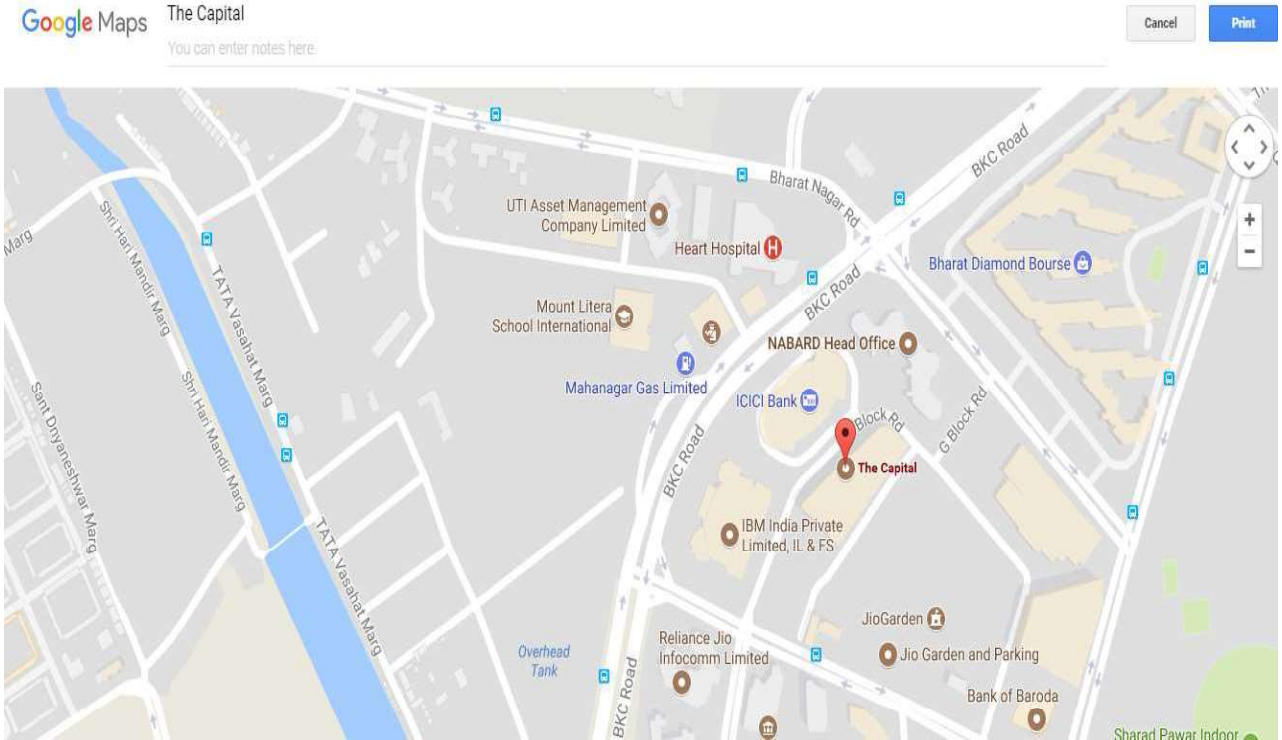 Google Maps
The Capital
You can enter notes here.
Cancel
Print
BKC Road
Bharat Nagar Rd
UTI Asset Management
Company Limited
Heart Hospital
H
Bharat Diamond Bourse
Marg
Shri Hari Mandir Marg
TATA Vasahat Marg
BKC Road
Mount Litera
School International
NABARD Head Office
Mahanagar Gas Limited
ICICI Bank
Block Rd
G Block Rd
Sant Dnyaneshwar Marg
Shri Hari Mandir Marg
BKC Road
The Capital
IBM India Private
Limited, IL & FS
TATA Vasahat Marg
JioGarden
Overhead
Tank
Reliance Jio
Infocomm Limited
Jio Garden and Parking
BKC Road
Bank of Baroda
Sharad Pawar Indoor
+
−